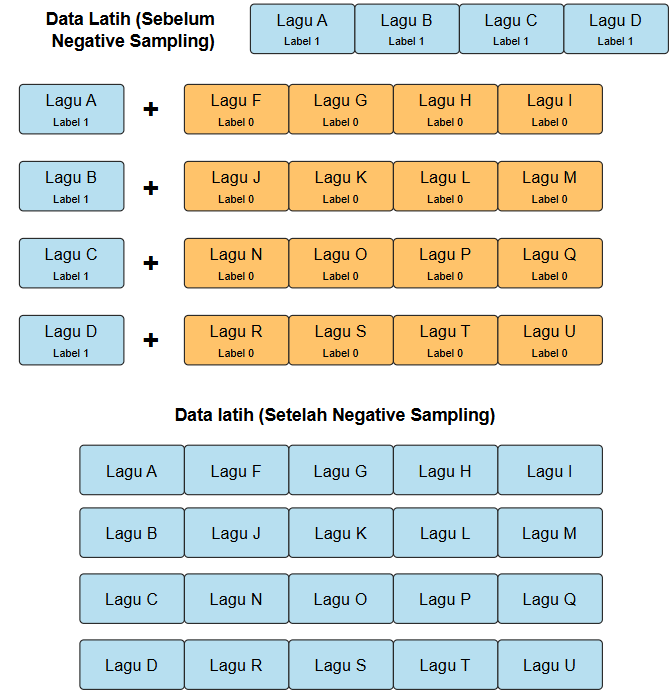 Data Latih (Sebelum
Negative Sampling)
Lagu A Lagu B Lagu C Lagu D
Label 1 Label 1 Label 1 Label 1
Lagu A + Lagu F Lagu G Lagu H Lagu I
Label 1 Label 0 Label 0 Label 0 Label 0
Lagu B + Lagu J Lagu K Lagu L Lagu M
Label 1 Label 0 Label 0 Label 0 Label 0
Lagu C + Lagu N Lagu O Lagu P Lagu Q
Label 1 Label 0 Label 0 Label 0 Label 0
Lagu D + Lagu R Lagu S Lagu T Lagu U
Label 1 Label 0 Label 0 Label 0 Label 0
Data latih (Setelah Negative Sampling)
Lagu A Lagu F Lagu G Lagu H Lagu I
Lagu B Lagu J Lagu K Lagu L Lagu M
Lagu C Lagu N Lagu O Lagu P Lagu Q
Lagu D Lagu R Lagu S Lagu T Lagu U